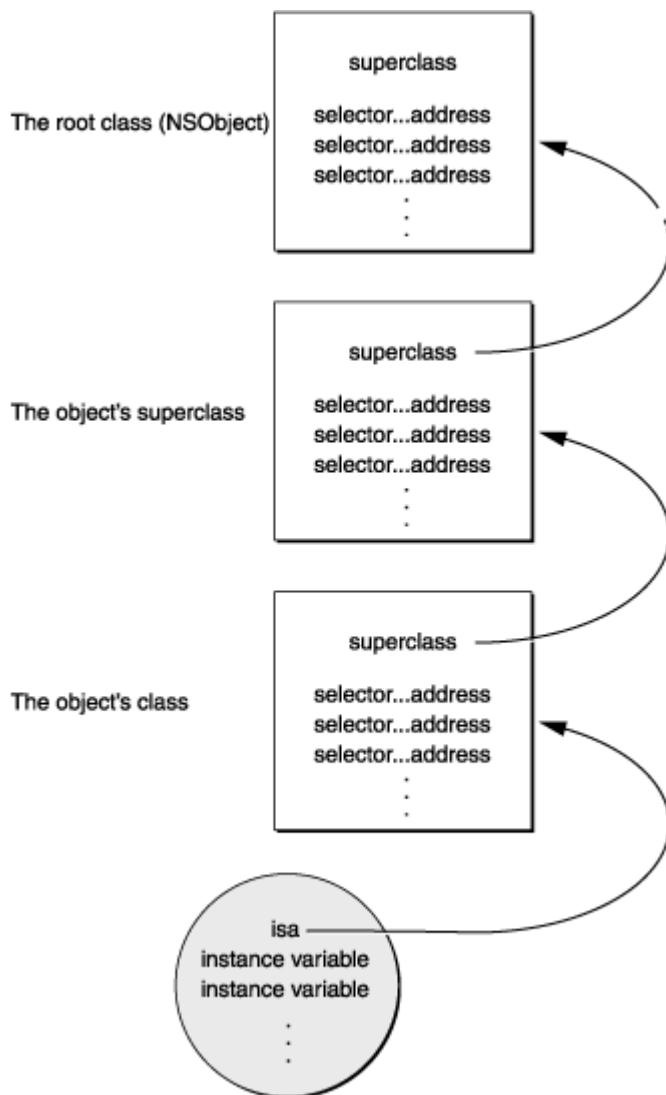 superclass
The root class (NSObject)
selector...address
selector...address
selector...address
.
.
.
superclass
The object's superclass
selector...address
selector...address
selector...address
.
.
.
superclass
The object's class
selector...address
selector...address
selector...address
.
.
.
isa
instance variable
instance variable
.
.
.